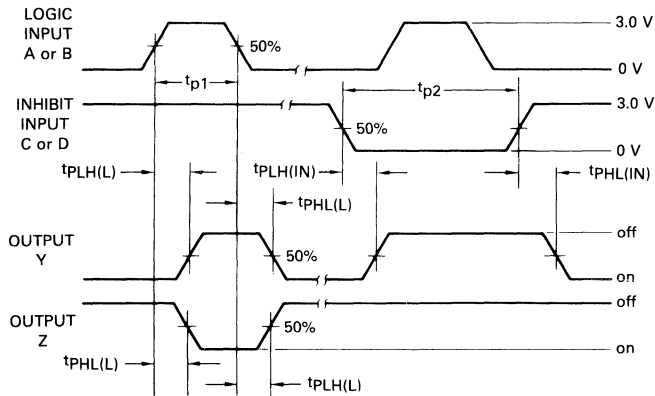 LOGIC
INPUT
A or B
50%
3.0 V
0 V
tp1
tp2
INHIBIT
INPUT
C or D
50%
3.0 V
0 V
tPLH(L)
tPLH(IN)
tPHL(IN)
tPHL(L)
OUTPUT
Y
50%
off
on
OUTPUT
Z
50%
off
on
tPHL(L)
tPLH(L)